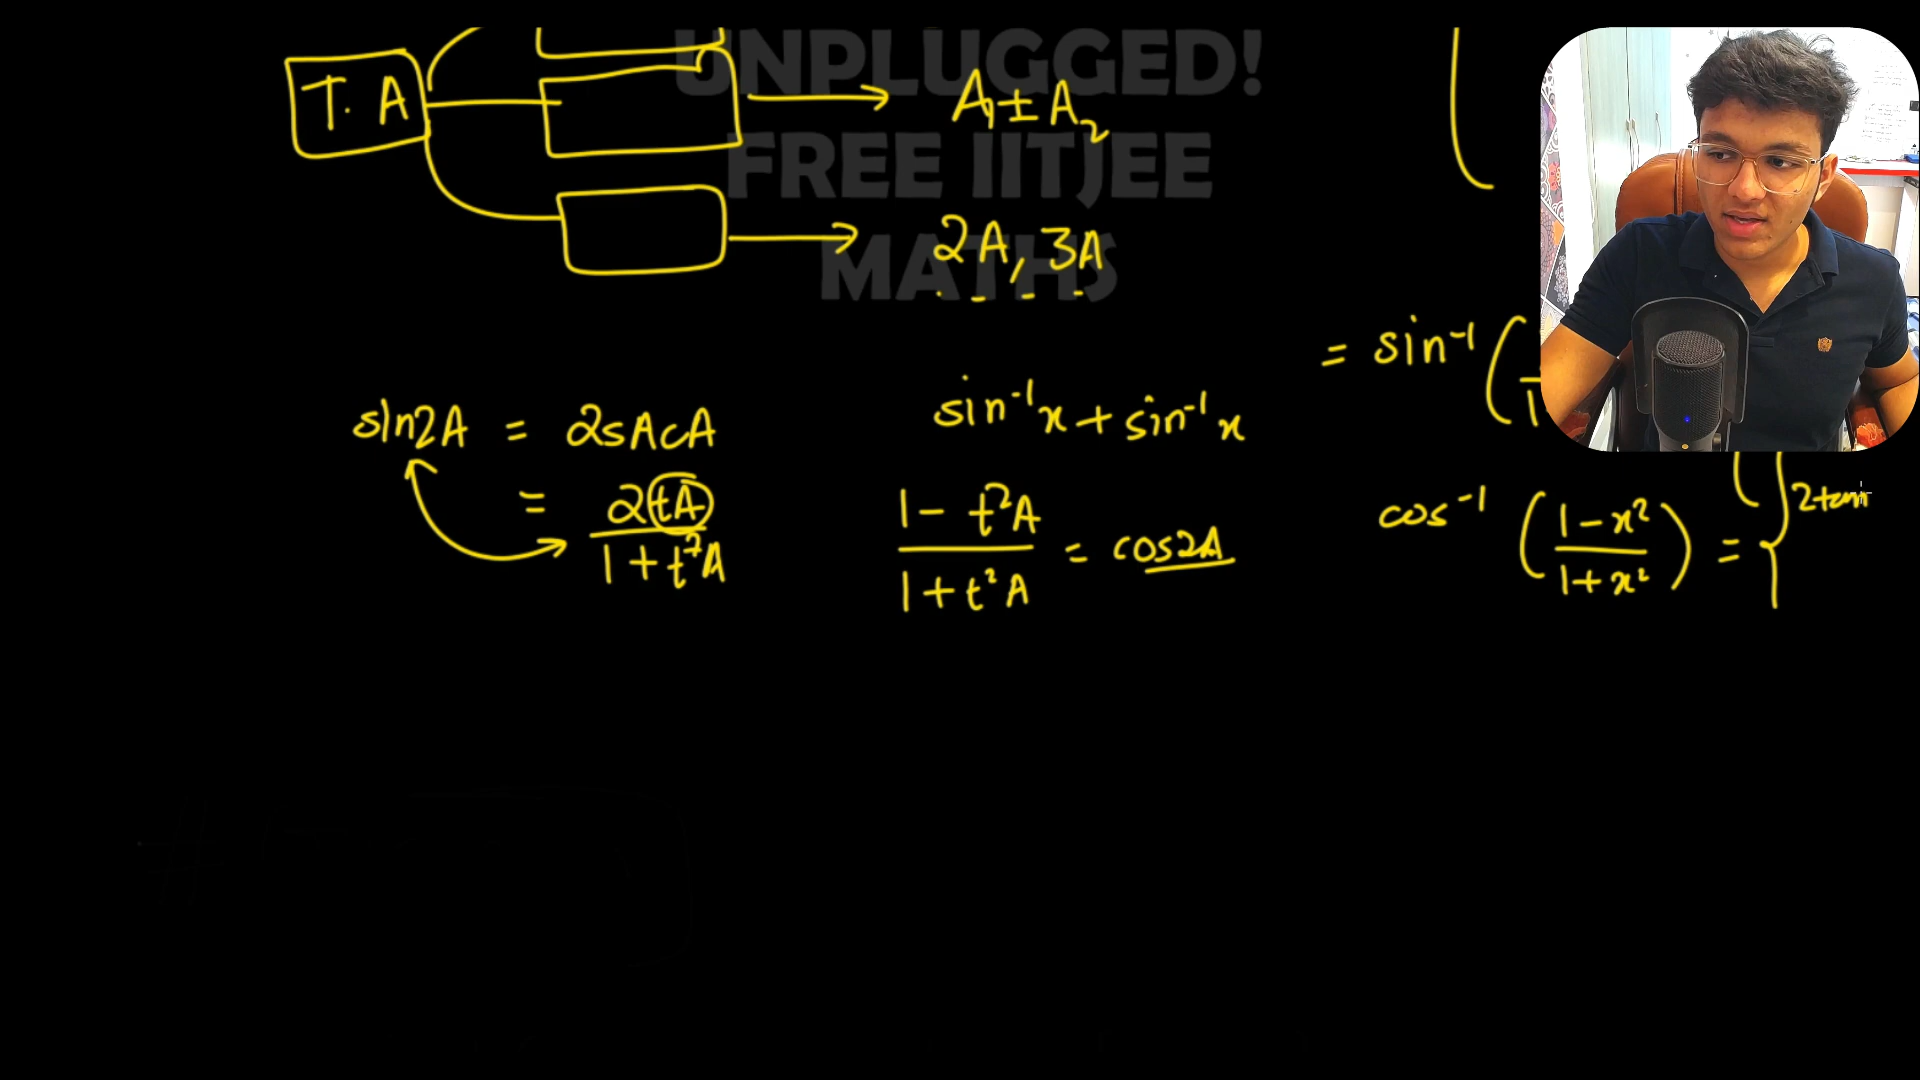 UNPLUGGED!
FREE IITJEE
MATHS
T. A
A₁ ± A₂
2A, 3A
sin2A = 2sAcA
= 2tA / 1 + t²A
sin⁻¹x + sin⁻¹x
1 - t²A / 1 + t²A = cos2A
= sin⁻¹(
cos⁻¹ (1-x² / 1+x²) = { 2tan